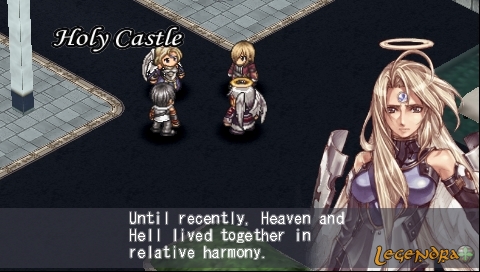 Holy Castle
Until recently, Heaven and
Hell lived together in
relative harmony.
Legendra